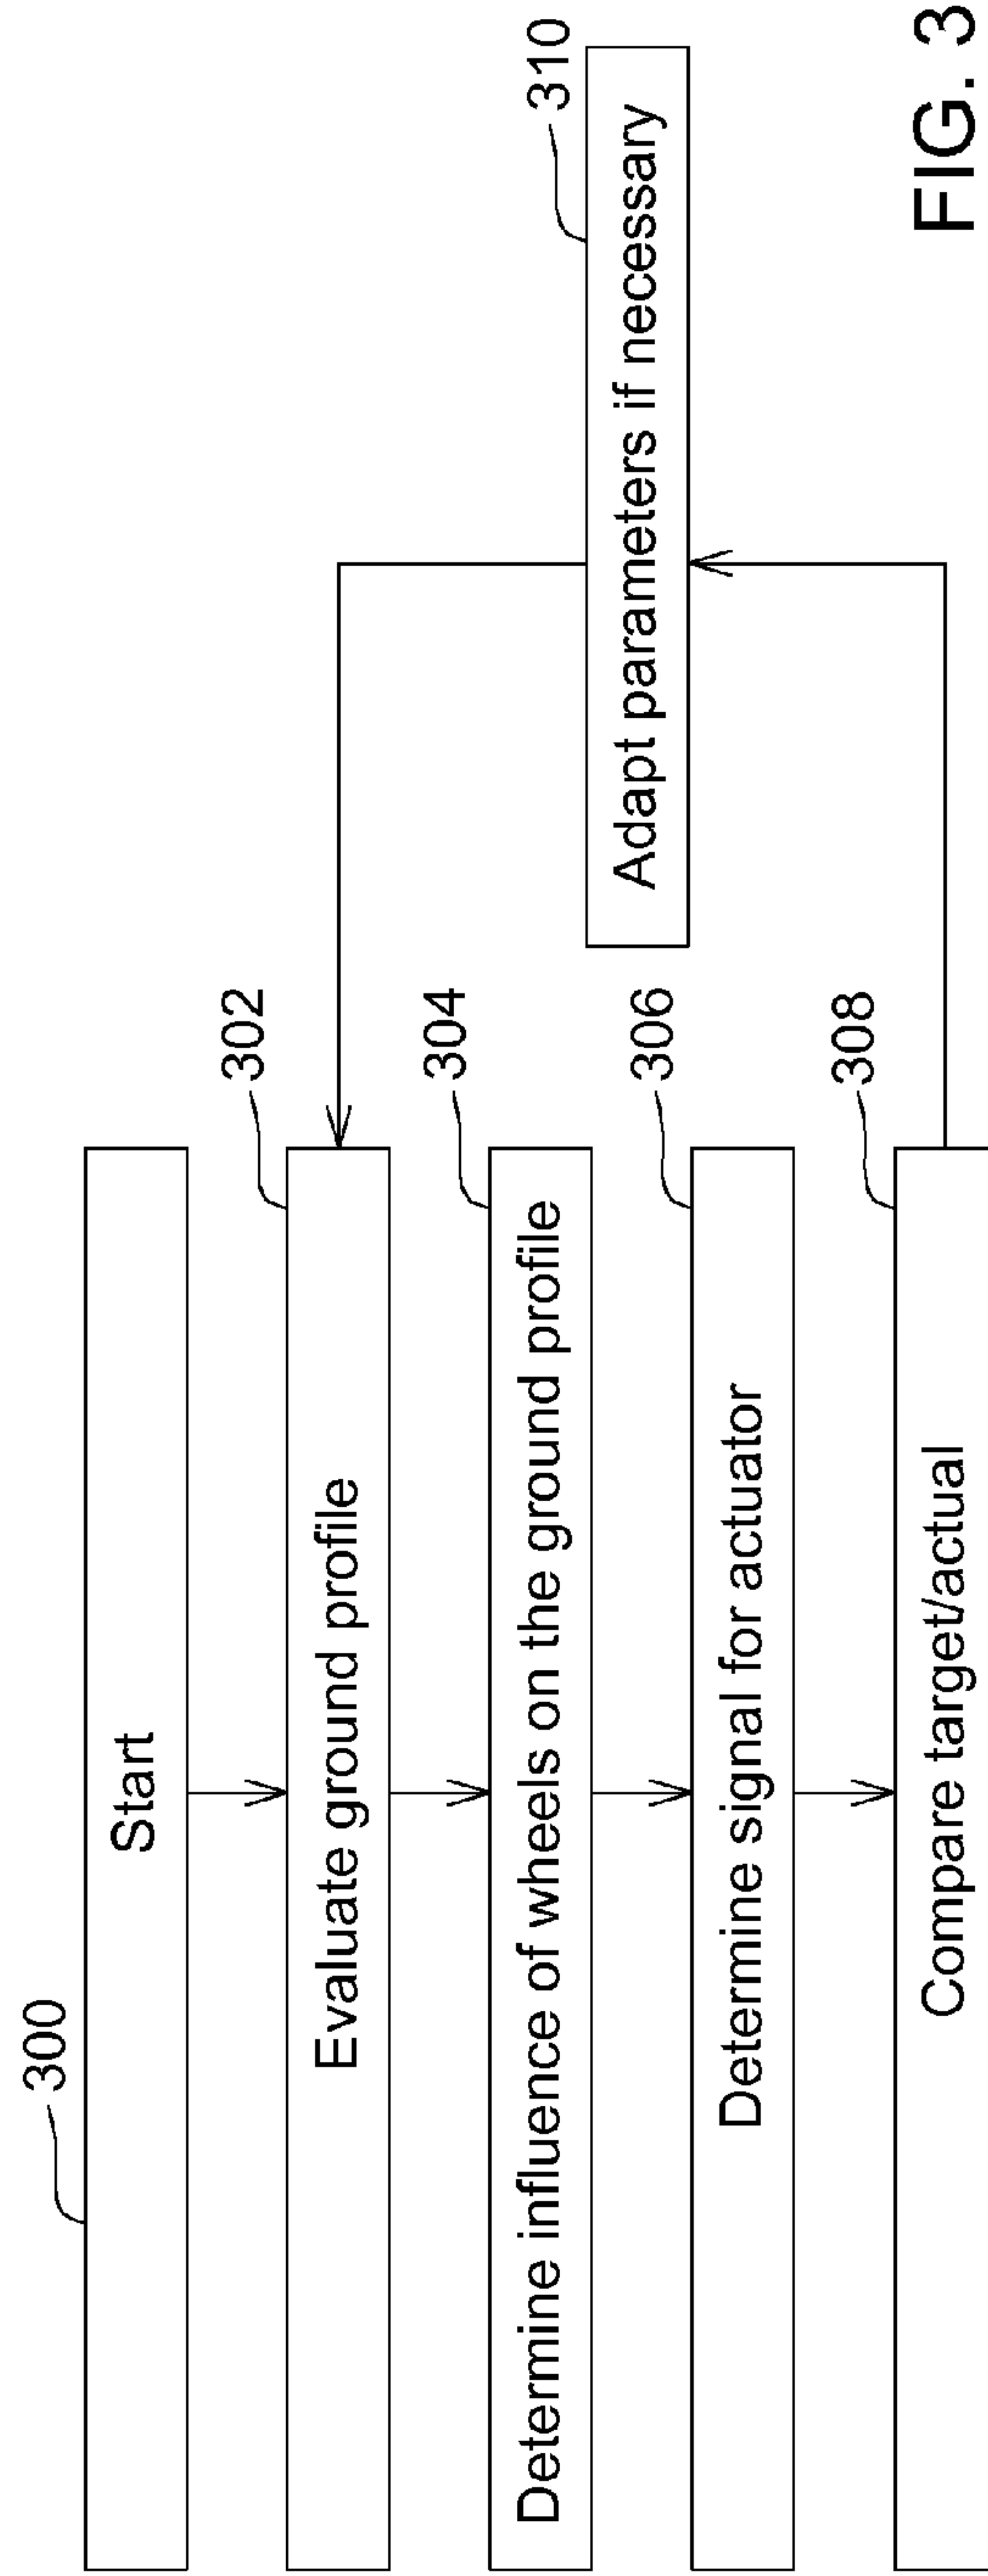 300
Start
302
Evaluate ground profile
304
Determine influence of wheels on the ground profile
306
Determine signal for actuator
308
Compare target/actual
310
Adapt parameters if necessary
FIG. 3